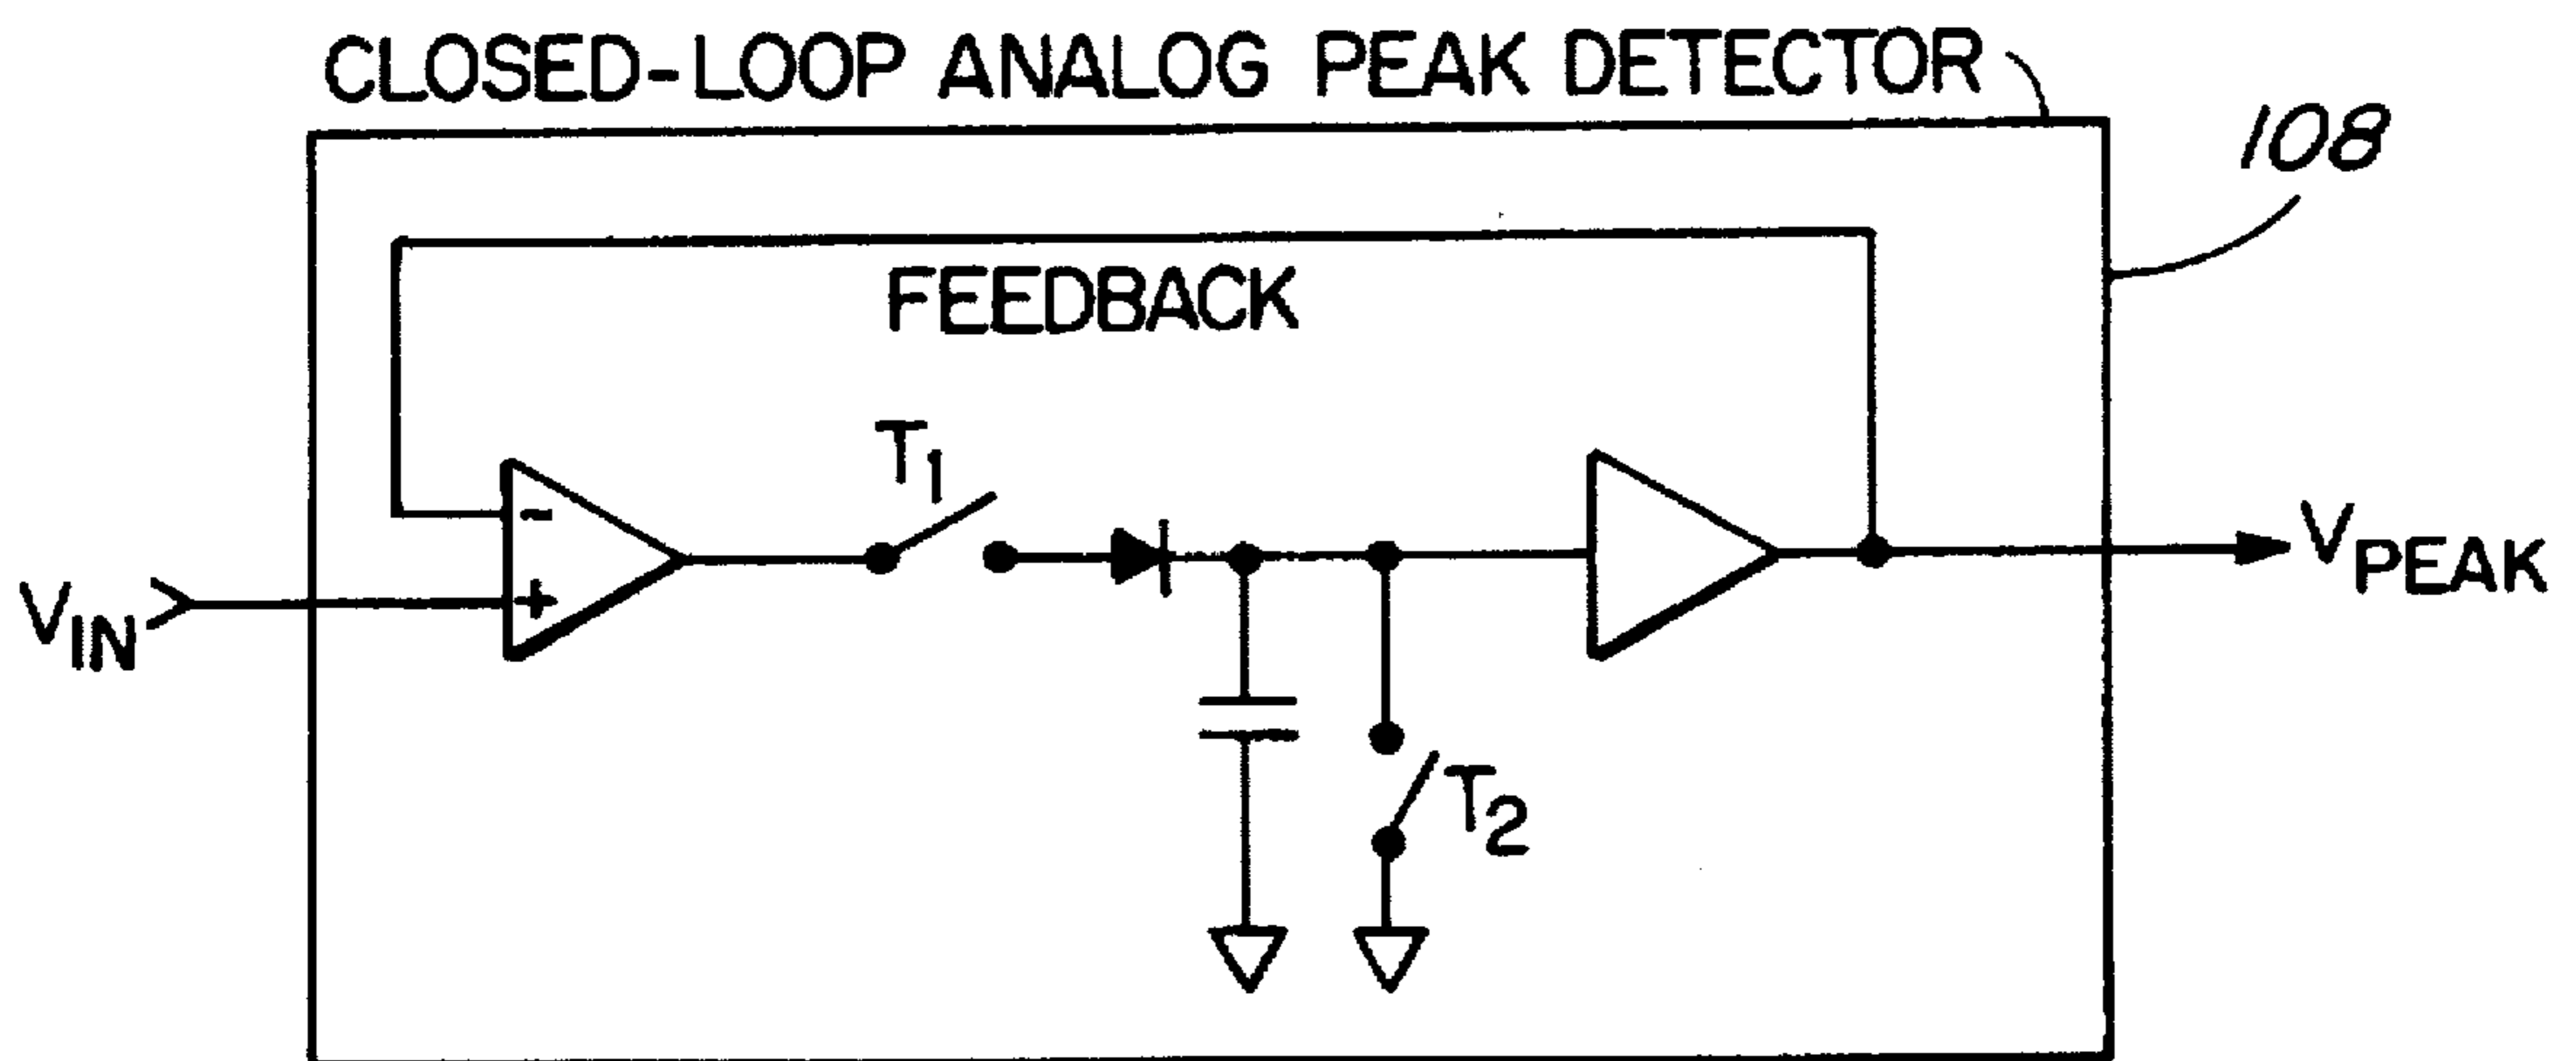 CLOSED-LOOP ANALOG PEAK DETECTOR
108
FEEDBACK
T1
-
+
VIN
VPEAK
T2